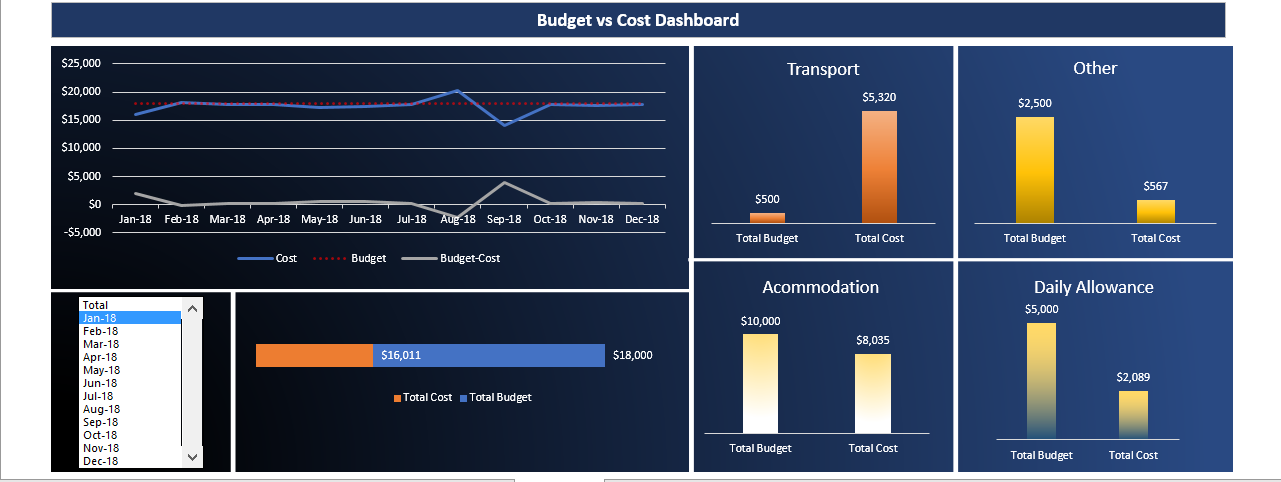 Budget vs Cost Dashboard
$25,000
$20,000
$15,000
$10,000
$5,000
$0
-$5,000
Jan-18 Feb-18 Mar-18 Apr-18 May-18 Jun-18 Jul-18 Aug-18 Sep-18 Oct-18 Nov-18 Dec-18
Cost Budget Budget-Cost
Transport
$5,320
$500
Total Budget Total Cost
Other
$2,500
$567
Total Budget Total Cost
Total
Jan-18
Feb-18
Mar-18
Apr-18
May-18
Jun-18
Jul-18
Aug-18
Sep-18
Oct-18
Nov-18
Dec-18
$16,011 $18,000
Total Cost Total Budget
Acommodation
$10,000
$8,035
Total Budget Total Cost
Daily Allowance
$5,000
$2,089
Total Budget Total Cost